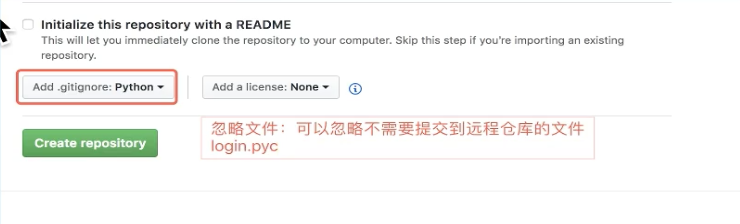 Initialize this repository with a README
This will let you immediately clone the repository to your computer. Skip this step if you're importing an existing
repository.
Add .gitignore: Python
Add a license: None
忽略文件：可以忽略不需要提交到远程仓库的文件
login.pyc
Create repository